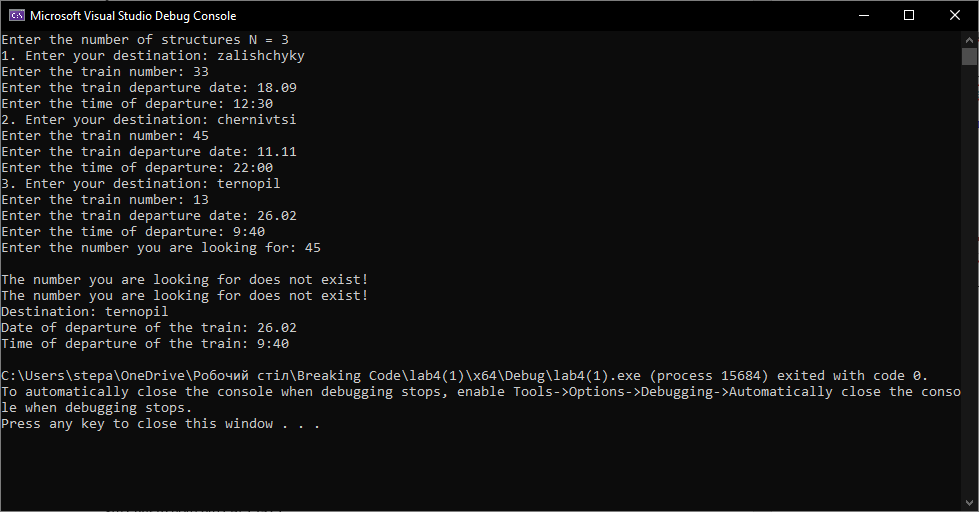 Microsoft Visual Studio Debug Console
Enter the number of structures N = 3
1. Enter your destination: zalishchyky
Enter the train number: 33
Enter the train departure date: 18.09
Enter the time of departure: 12:30
2. Enter your destination: chernivtsi
Enter the train number: 45
Enter the train departure date: 11.11
Enter the time of departure: 22:00
3. Enter your destination: ternopil
Enter the train number: 13
Enter the train departure date: 26.02
Enter the time of departure: 9:40
Enter the number you are looking for: 45
The number you are looking for does not exist!
The number you are looking for does not exist!
Destination: ternopil
Date of departure of the train: 26.02
Time of departure of the train: 9:40
C:\Users\stepa\OneDrive\Робочий стіл\Breaking Code\lab4(1)\x64\Debug\lab4(1).exe (process 15684) exited with code 0.
To automatically close the console when debugging stops, enable Tools->Options->Debugging->Automatically close the conso
le when debugging stops.
Press any key to close this window . . .